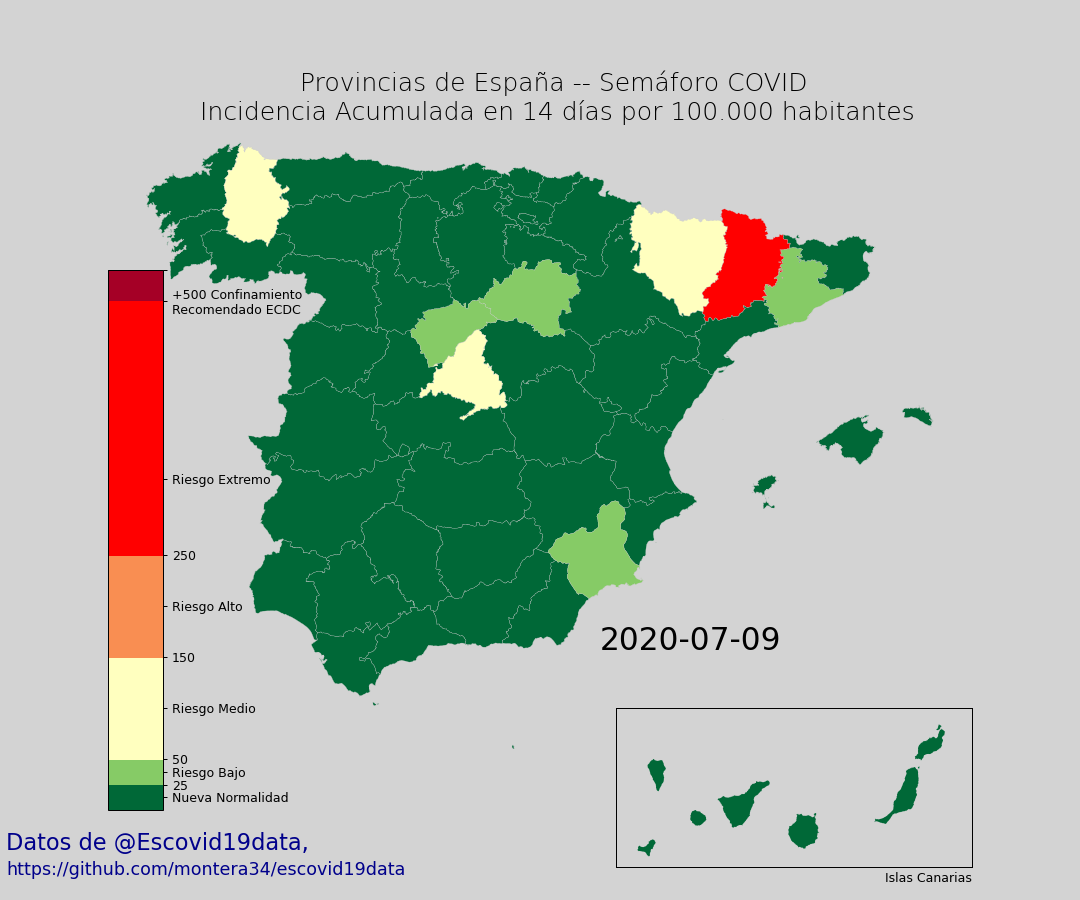 Provincias de España -- Semáforo COVID
Incidencia Acumulada en 14 días por 100.000 habitantes
+500 Confinamiento
Recomendado ECDC
Riesgo Extremo
250
Riesgo Alto
150
Riesgo Medio
50
Riesgo Bajo
25
Nueva Normalidad
2020-07-09
Islas Canarias
Datos de @Escovid19data,
https://github.com/montera34/escovid19data